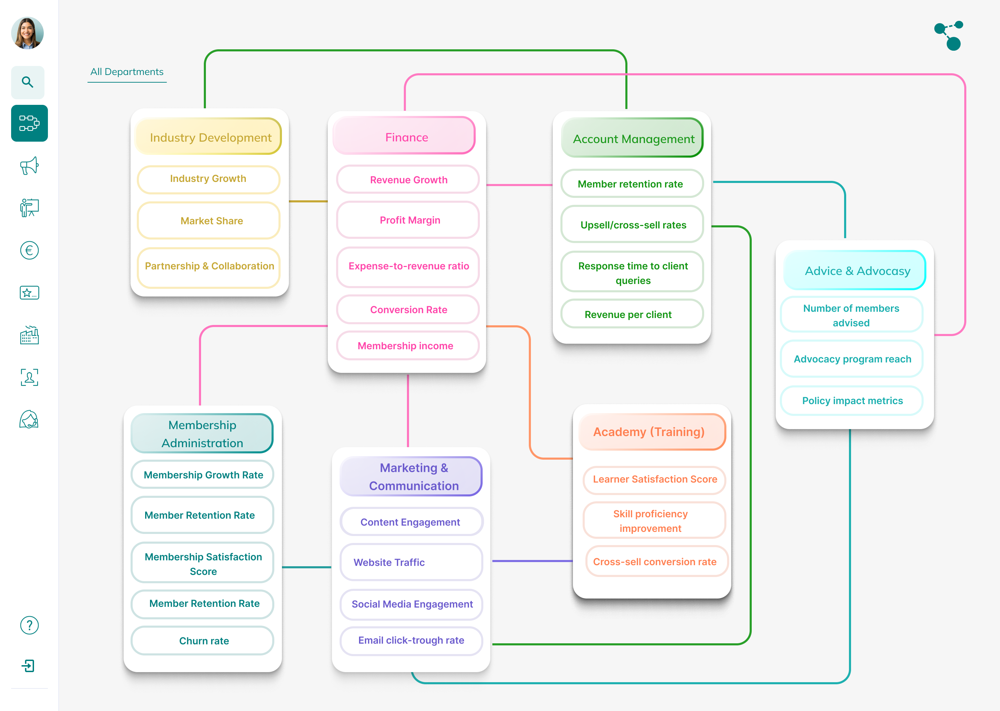 All Departments
Industry Development
Industry Growth
Market Share
Partnership & Collaboration
Finance
Revenue Growth
Profit Margin
Expense-to-revenue ratio
Conversion Rate
Membership income
Account Management
Member retention rate
Upsell/cross-sell rates
Response time to client
queries
Revenue per client
Advice & Advocasy
Number of members
advised
Advocacy program reach
Policy impact metrics
Membership
Administration
Membership Growth Rate
Member Retention Rate
Membership Satisfaction
Score
Member Retention Rate
Churn rate
Marketing &
Communication
Content Engagement
Website Traffic
Social Media Engagement
Email click-trough rate
Academy (Training)
Learner Satisfaction Score
Skill proficiency
improvement
Cross-sell conversion rate
€
?